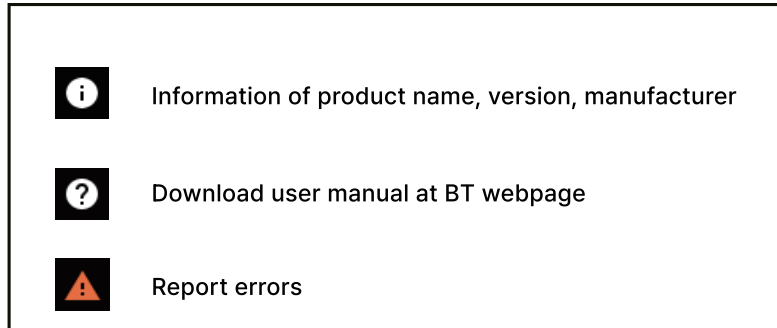 Information of product name, version, manufacturer
Download user manual at BT webpage
Report errors